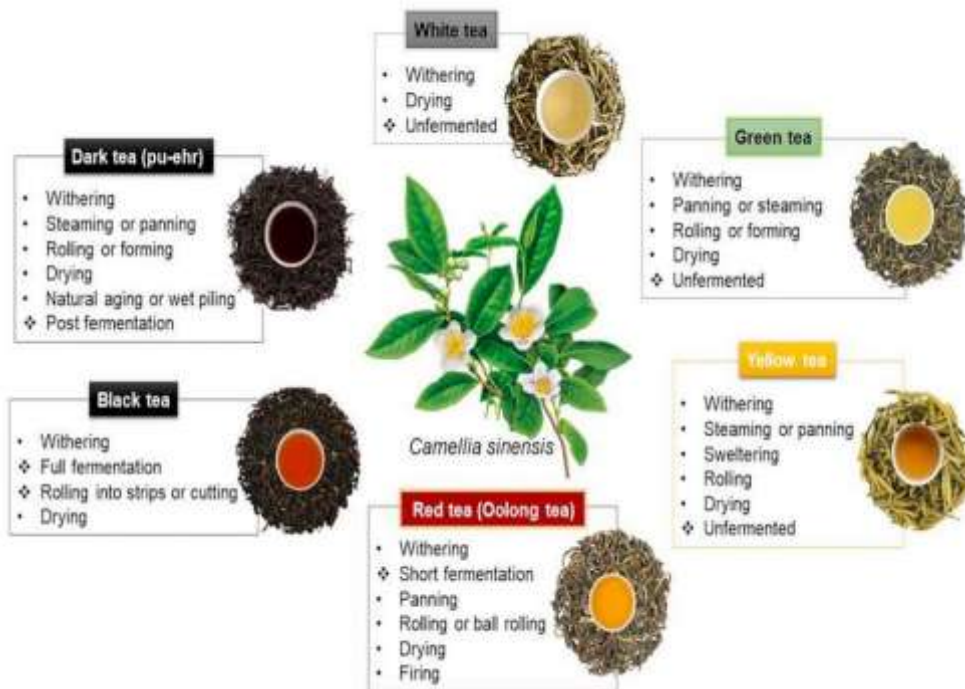 White tea
• Withering
• Drying
❖ Unfermented
Dark tea (pu-ehr)
• Withering
• Steaming or panning
• Rolling or forming
• Drying
• Natural aging or wet piling
❖ Post fermentation
Green tea
• Withering
• Panning or steaming
• Rolling or forming
• Drying
❖ Unfermented
Black tea
• Withering
❖ Full fermentation
❖ Rolling into strips or cutting
• Drying
Camellia sinensis
Yellow tea
• Withering
• Steaming or panning
• Sweltering
• Rolling
• Drying
❖ Unfermented
Red tea (Oolong tea)
• Withering
❖ Short fermentation
• Panning
• Rolling or ball rolling
• Drying
• Firing